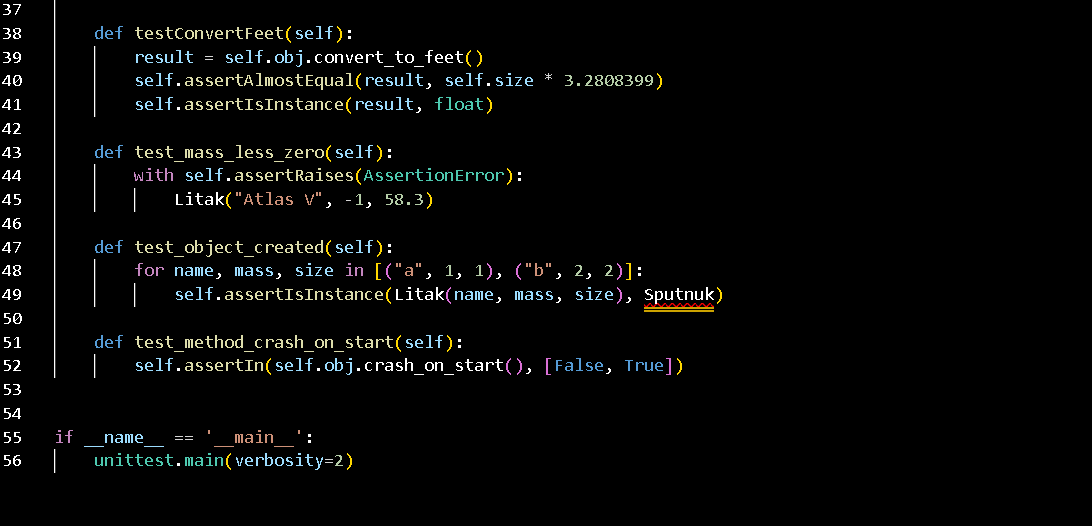 37
38 def testConvertFeet(self):
39 result = self.obj.convert_to_feet()
40 self.assertAlmostEqual(result, self.size * 3.2808399)
41 self.assertIsInstance(result, float)
42
43 def test_mass_less_zero(self):
44 with self.assertRaises(AssertionError):
45 Litak("Atlas V", -1, 58.3)
46
47 def test_object_created(self):
48 for name, mass, size in [("a", 1, 1), ("b", 2, 2)]:
49 self.assertIsInstance(Litak(name, mass, size), Sputnuk)
50
51 def test_method_crash_on_start(self):
52 self.assertIn(self.obj.crash_on_start(), [False, True])
53
54
55 if __name__ == '__main__':
56 unittest.main(verbosity=2)